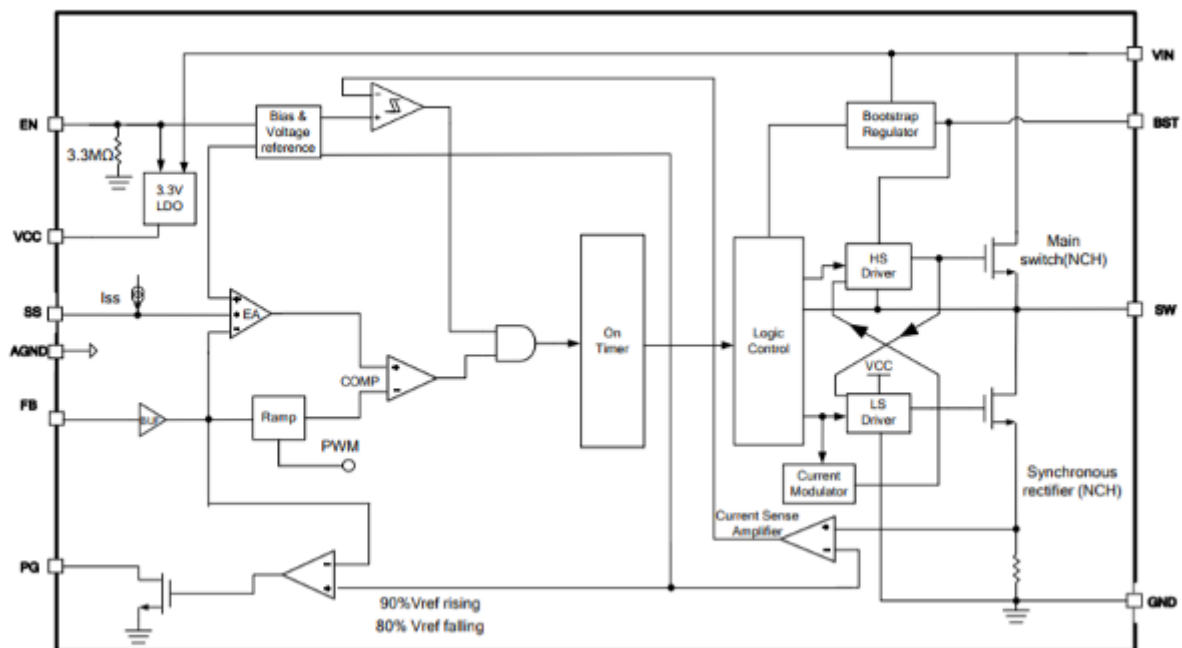 VIN
EN
Bias &
Voltage
reference
Bootstrap
Regulator
BST
3.3MΩ
3.3V
LDO
VCC
HS
Driver
Main
switch(NCH)
Iss
SS
EA
SW
AGND
On
Timer
Logic
Control
VCC
COMP
FB
BUF
Ramp
LS
Driver
PWM
Current
Modulator
Synchronous
rectifier (NCH)
Current Sense
Amplifier
PG
90%Vref rising
80% Vref falling
GND